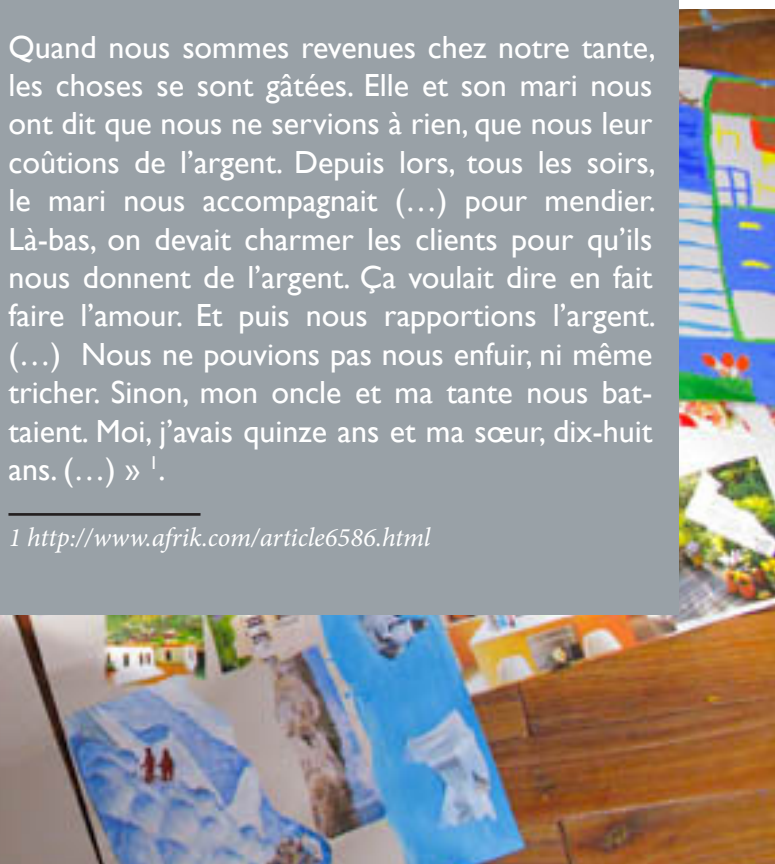 Quand nous sommes revenues chez notre tante,
les choses se sont gâtées. Elle et son mari nous
ont dit que nous ne servions à rien, que nous leur
coûtions de l'argent. Depuis lors, tous les soirs,
le mari nous accompagnait (…) pour mendier.
Là-bas, on devait charmer les clients pour qu'ils
nous donnent de l'argent. Ça voulait dire en fait
faire l'amour. Et puis nous rapportions l'argent.
(…) Nous ne pouvions pas nous enfuir, ni même
tricher. Sinon, mon oncle et ma tante nous bat-
taient. Moi, j'avais quinze ans et ma sœur, dix-huit
ans. (…) » 1.
1 http://www.afrik.com/article6586.html